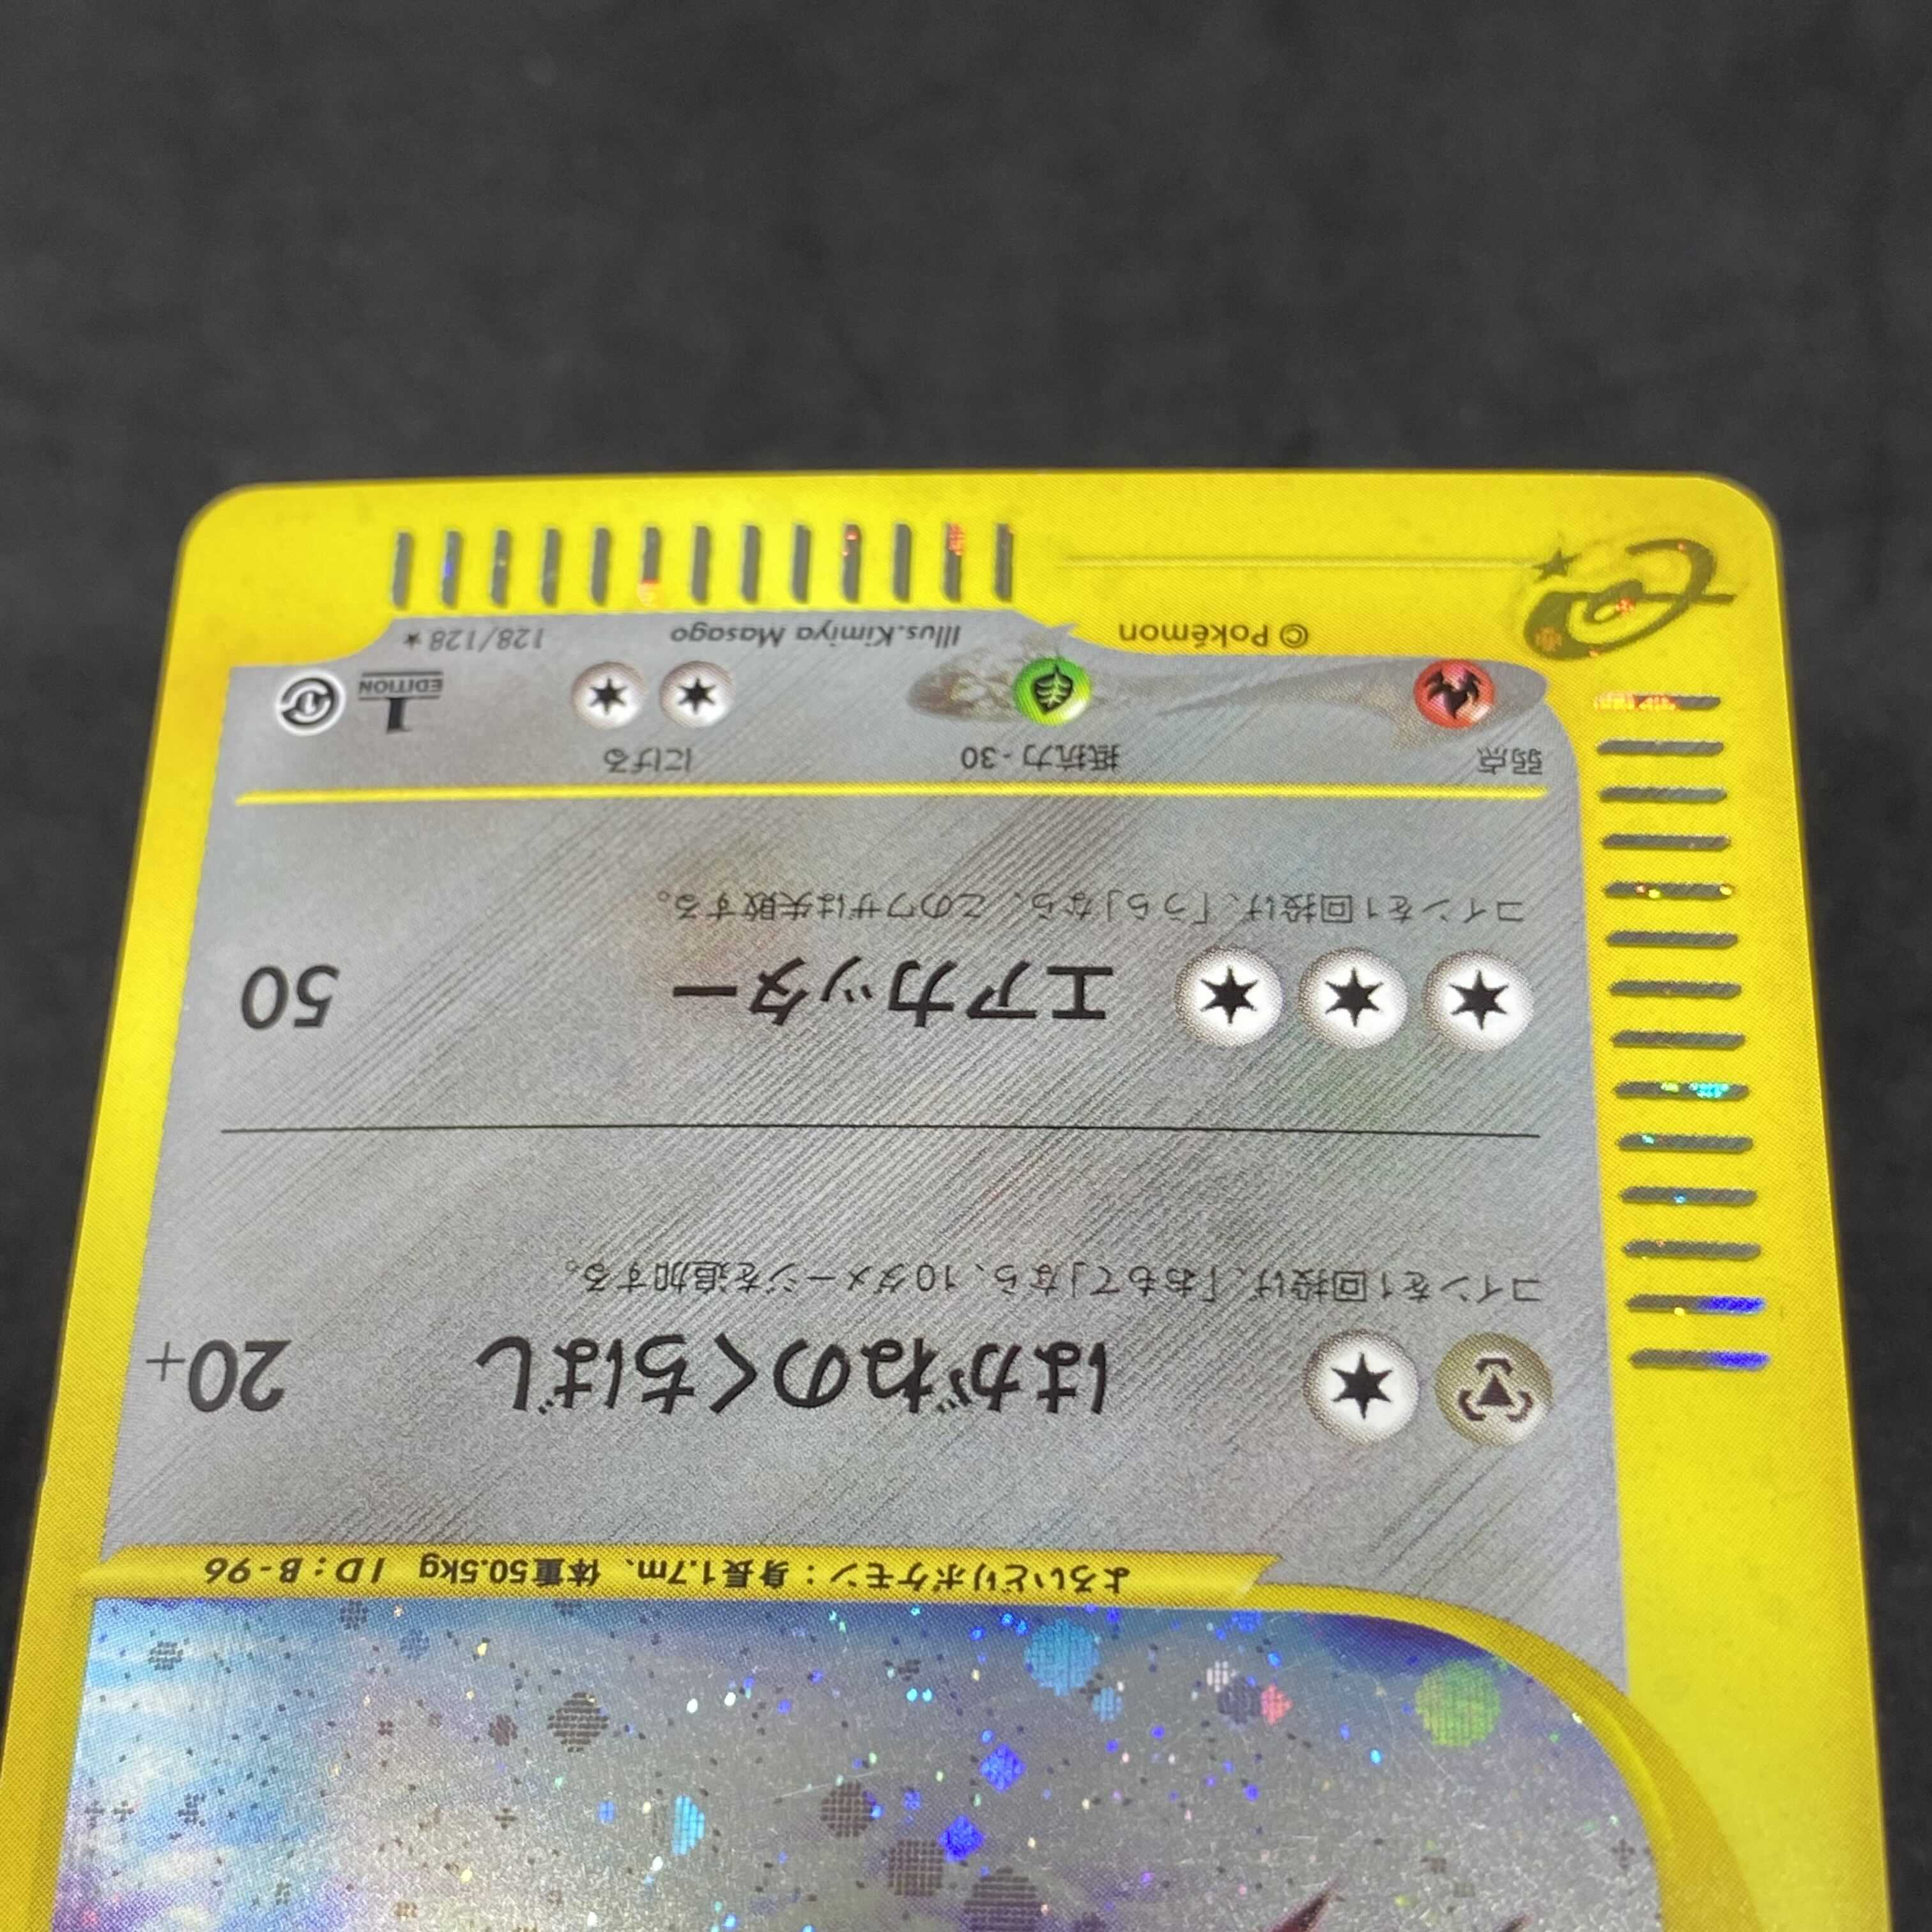 よろいどりポケモン：身長1.7m、体重50.5kg ID：B-96
はがねのくちばし 20+
コインを1回投げ、「おもて」なら、10ダメージを追加する。
エアカッター 50
コインを1回投げ、「うら」なら、このワザは失敗する。
弱点 抵抗力 -30 にげる
1 EDITION
© Pokémon Illus.Kimiya Masago 128/128 ★
e